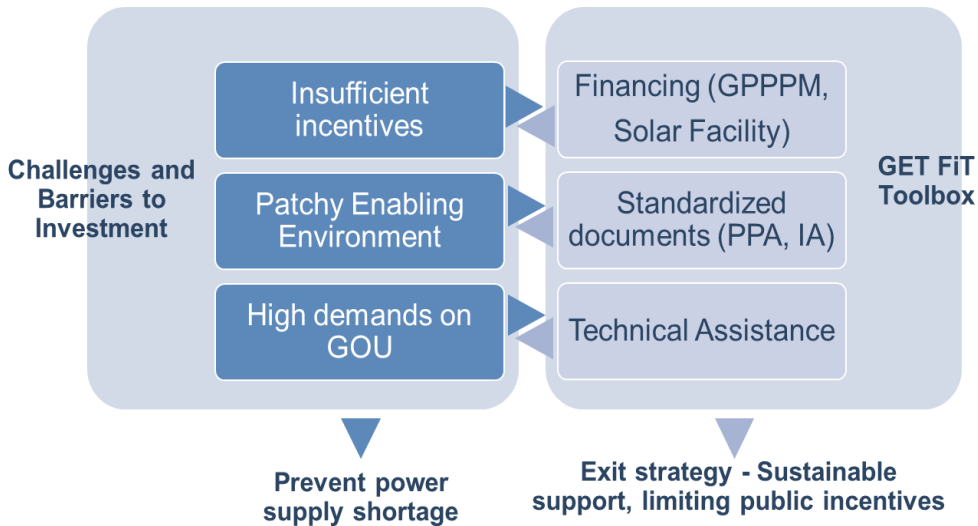 Challenges and
Barriers to
Investment
Insufficient
incentives
Patchy Enabling
Environment
High demands on
GOU
Financing (GPPPM,
Solar Facility)
Standardized
documents (PPA, IA)
Technical Assistance
GET FiT
Toolbox
Prevent power
supply shortage
Exit strategy - Sustainable
support, limiting public incentives